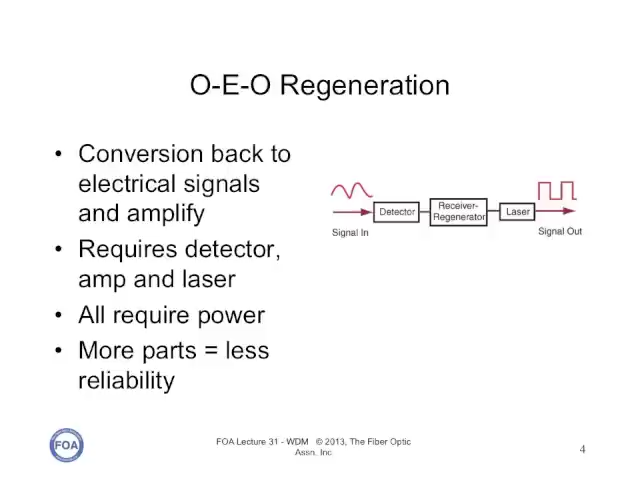 O-E-O Regeneration
• Conversion back to
electrical signals
and amplify
• Requires detector,
amp and laser
• All require power
• More parts = less
reliability
Signal In
Detector
Receiver-
Regenerator
Laser
Signal Out
FOA
FOA Lecture 31 - WDM © 2013, The Fiber Optic
Assn. Inc
4